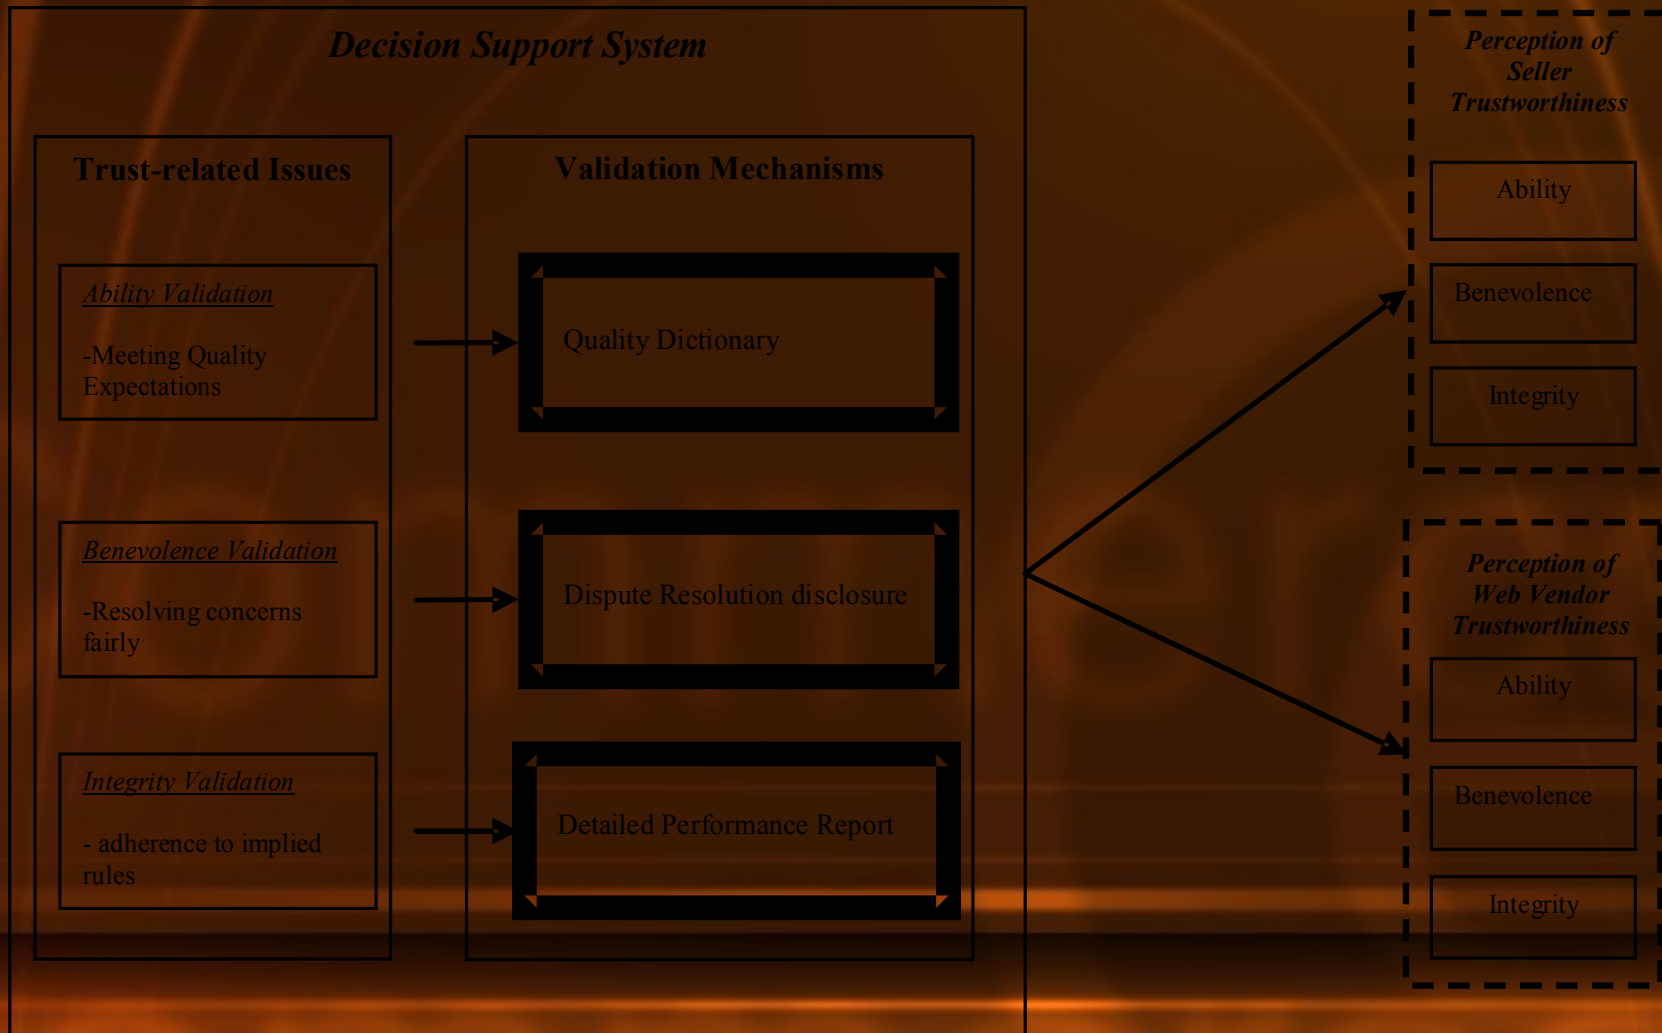 Decision Support System
Trust-related Issues
Ability Validation
-Meeting Quality
Expectations
Benevolence Validation
-Resolving concerns
fairly
Integrity Validation
- adherence to implied
rules
Validation Mechanisms
Quality Dictionary
Dispute Resolution disclosure
Detailed Performance Report
Perception of
Seller
Trustworthiness
Ability
Benevolence
Integrity
Perception of
Web Vendor
Trustworthiness
Ability
Benevolence
Integrity